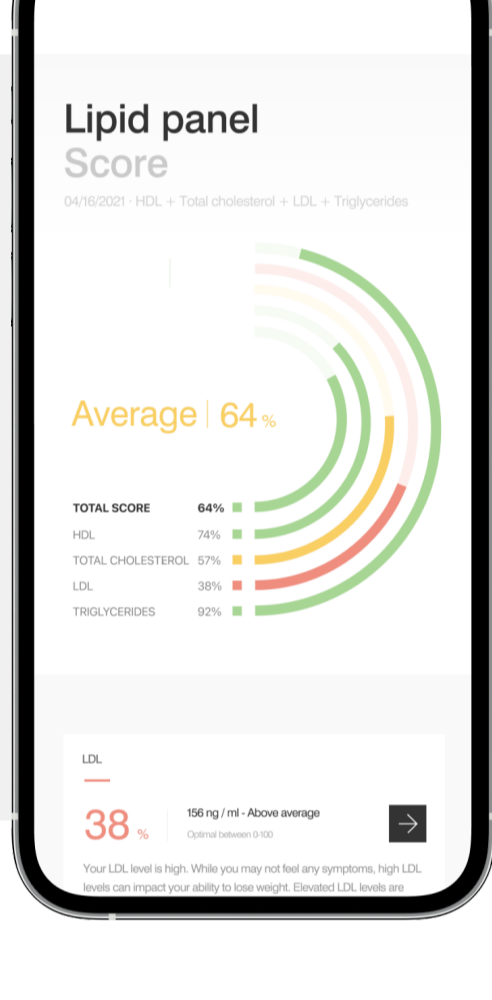 Lipid panel
Score
04/16/2021 · HDL + Total cholesterol + LDL + Triglycerides
Average | 64 %
TOTAL SCORE 64%
HDL 74%
TOTAL CHOLESTEROL 57%
LDL 38%
TRIGLYCERIDES 92%
LDL
38 %
156 ng / ml - Above average
Optimal between 0-100
Your LDL level is high. While you may not feel any symptoms, high LDL
levels can impact your ability to lose weight. Elevated LDL levels are